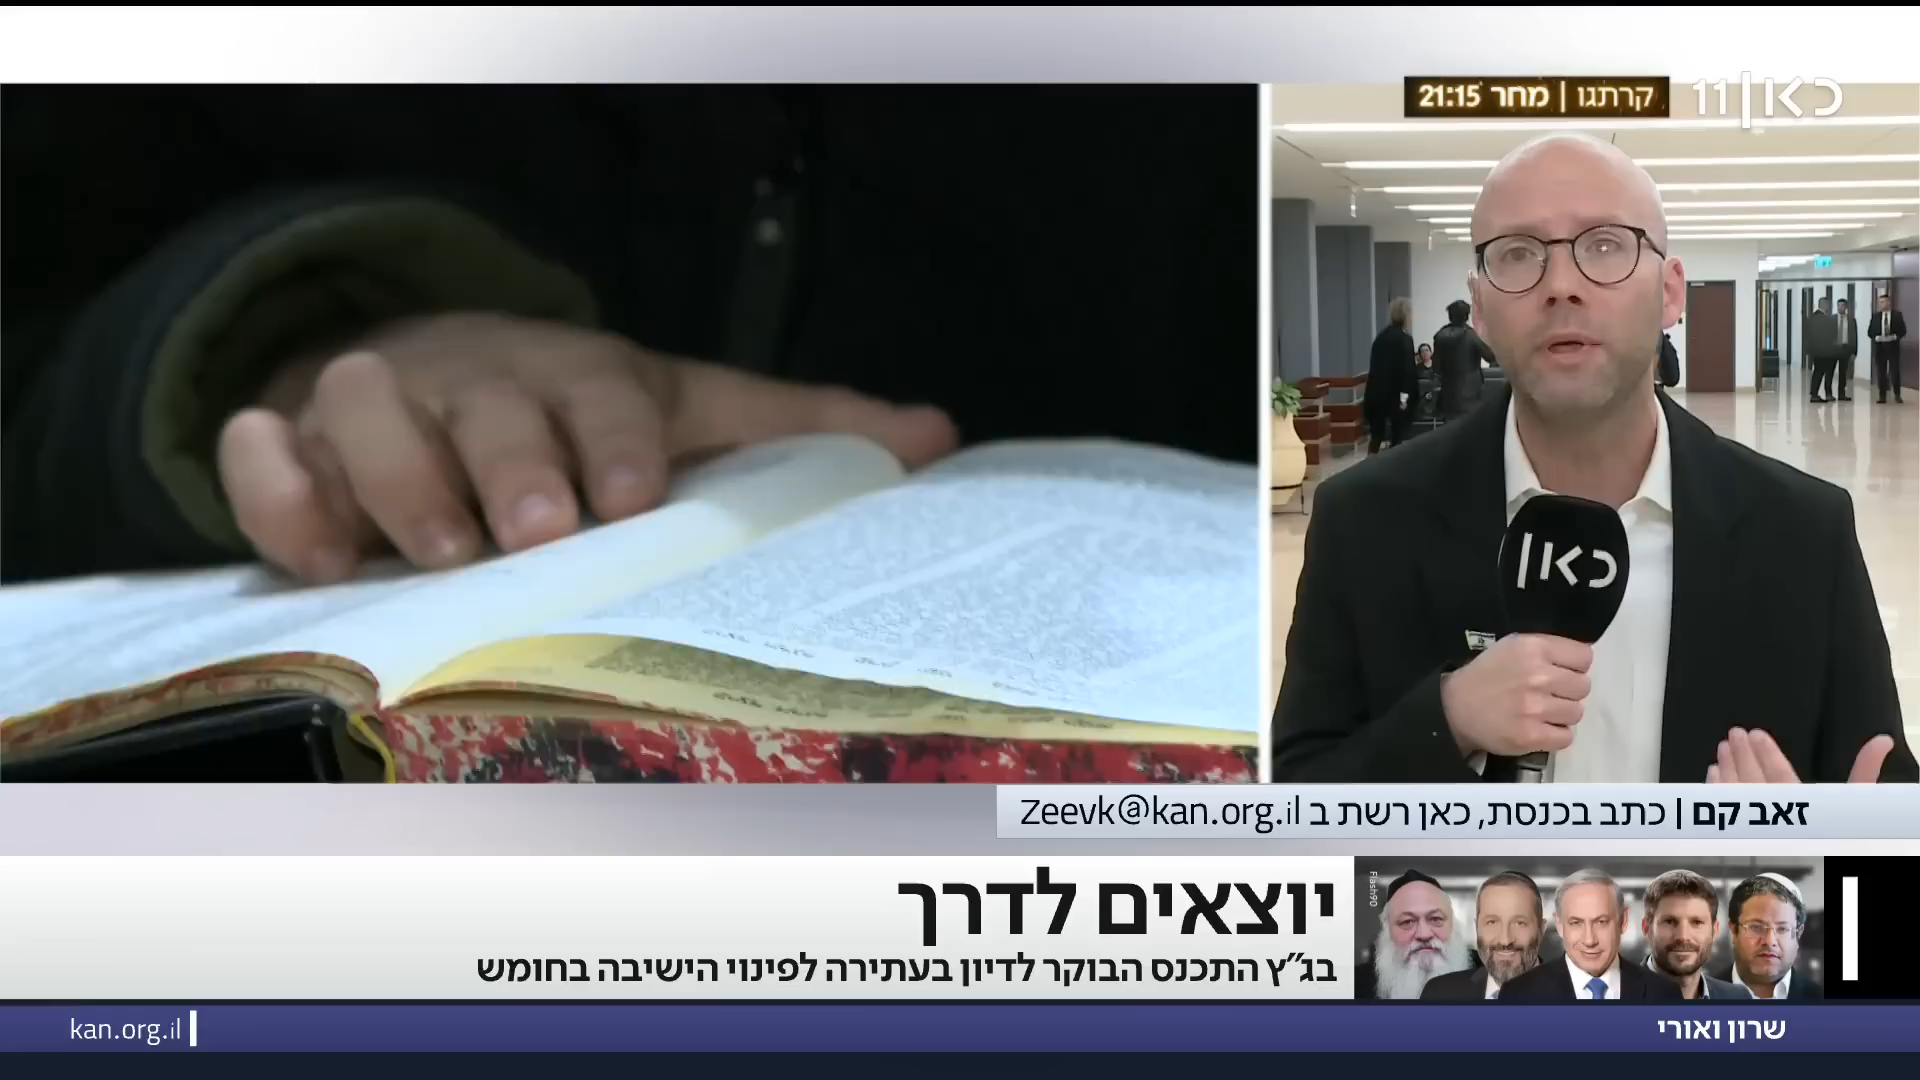 קרתגו | מחר 21:15
כאן 11
כאן
זאב קם | כתב בכנסת, כאן רשת ב Zeevk@kan.org.il
Flash90
יוצאים לדרך
בג״ץ התכנס הבוקר לדיון בעתירה לפינוי הישיבה בחומש
שרון ואורי
kan.org.il